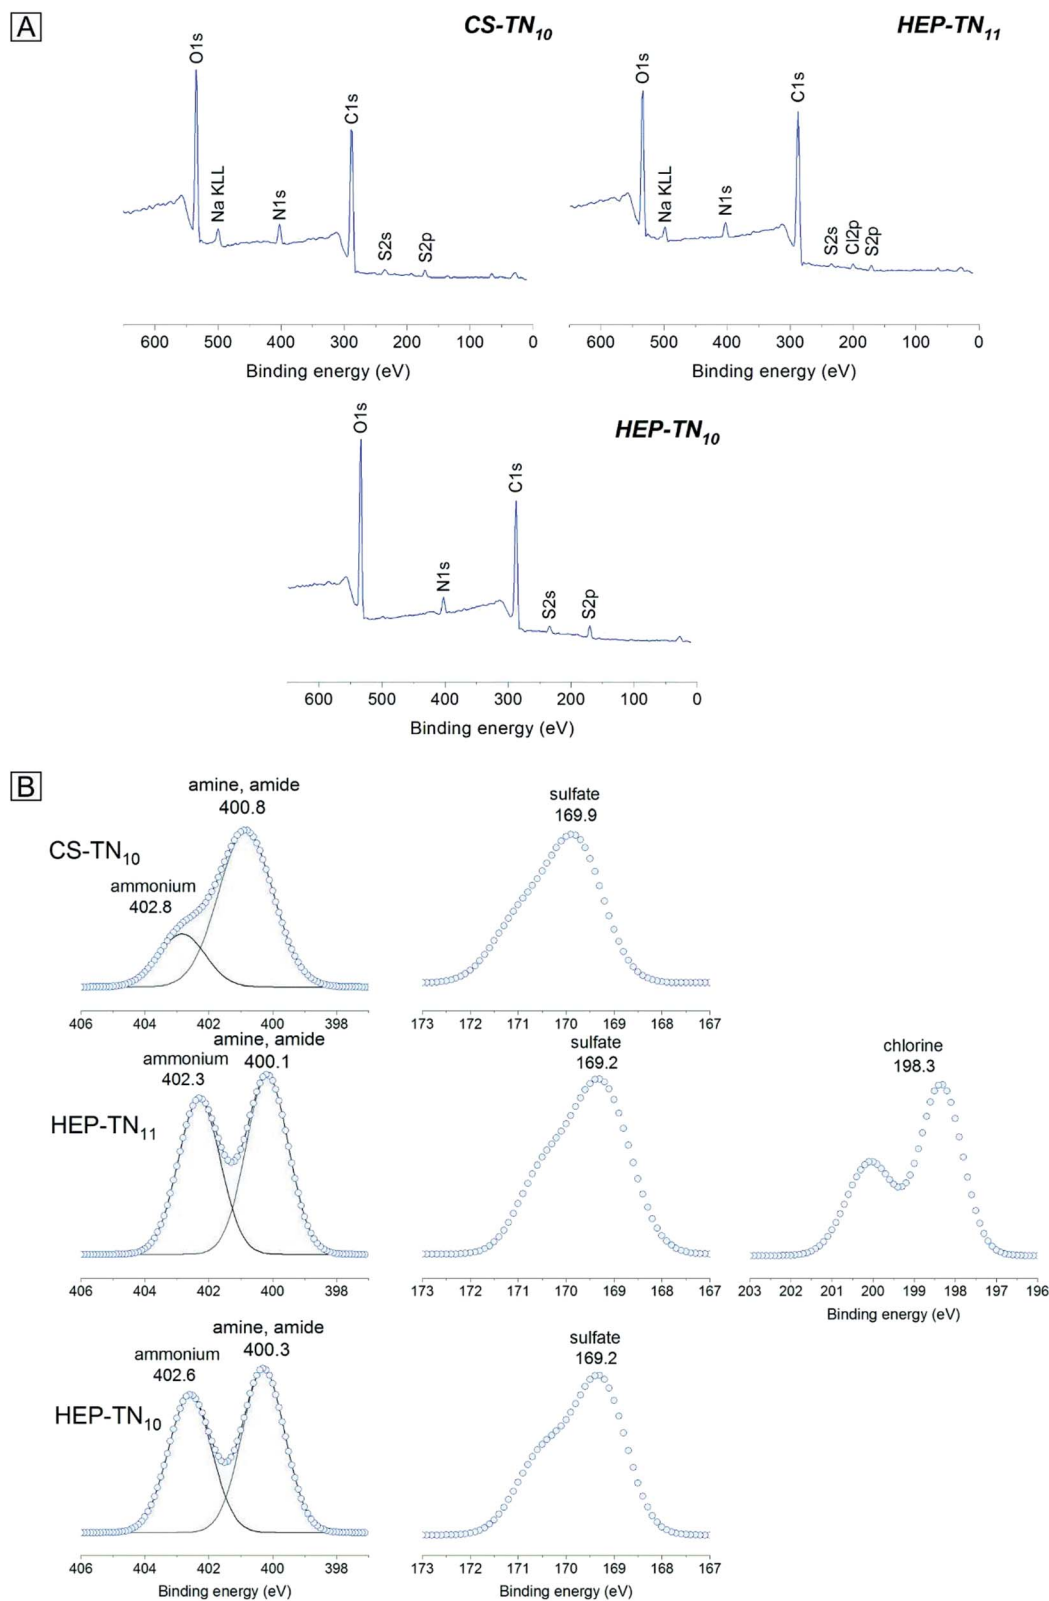 A
CS-TN10
O1s
Na KLL
N1s
C1s
S2s
S2p
600 500 400 300 200 100 0
Binding energy (eV)
HEP-TN11
O1s
Na KLL
N1s
C1s
S2s
Cl2p
S2p
600 500 400 300 200 100 0
Binding energy (eV)
HEP-TN10
O1s
N1s
C1s
S2s
S2p
600 500 400 300 200 100 0
Binding energy (eV)
B
CS-TN10
amine, amide
400.8
ammonium
402.8
406 404 402 400 398
sulfate
169.9
173 172 171 170 169 168 167
HEP-TN11
amine, amide
400.1
ammonium
402.3
406 404 402 400 398
sulfate
169.2
173 172 171 170 169 168 167
chlorine
198.3
203 202 201 200 199 198 197 196
Binding energy (eV)
HEP-TN10
amine, amide
400.3
ammonium
402.6
406 404 402 400 398
Binding energy (eV)
sulfate
169.2
173 172 171 170 169 168 167
Binding energy (eV)